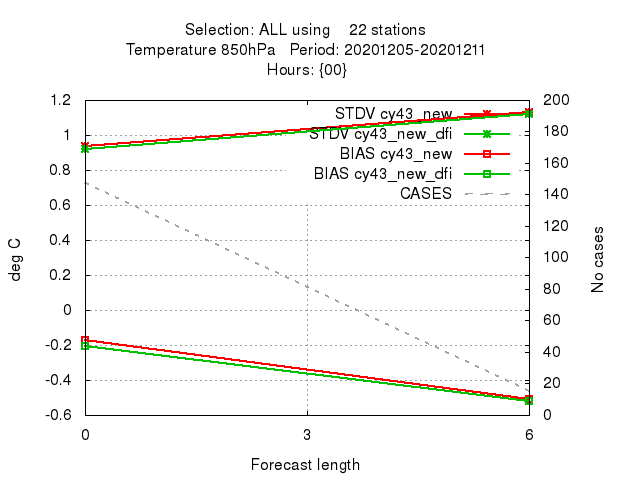 Selection: ALL using 22 stations
Temperature 850hPa Period: 20201205-20201211
Hours: {00}
1.2
1
0.8
0.6
0.4
0.2
0
-0.2
-0.4
-0.6
deg C
STDV cy43_new
STDV cy43_new_dfi
BIAS cy43_new
BIAS cy43_new_dfi
CASES
200
180
160
140
120
100
80
60
40
20
0
No cases
0 3 6
Forecast length